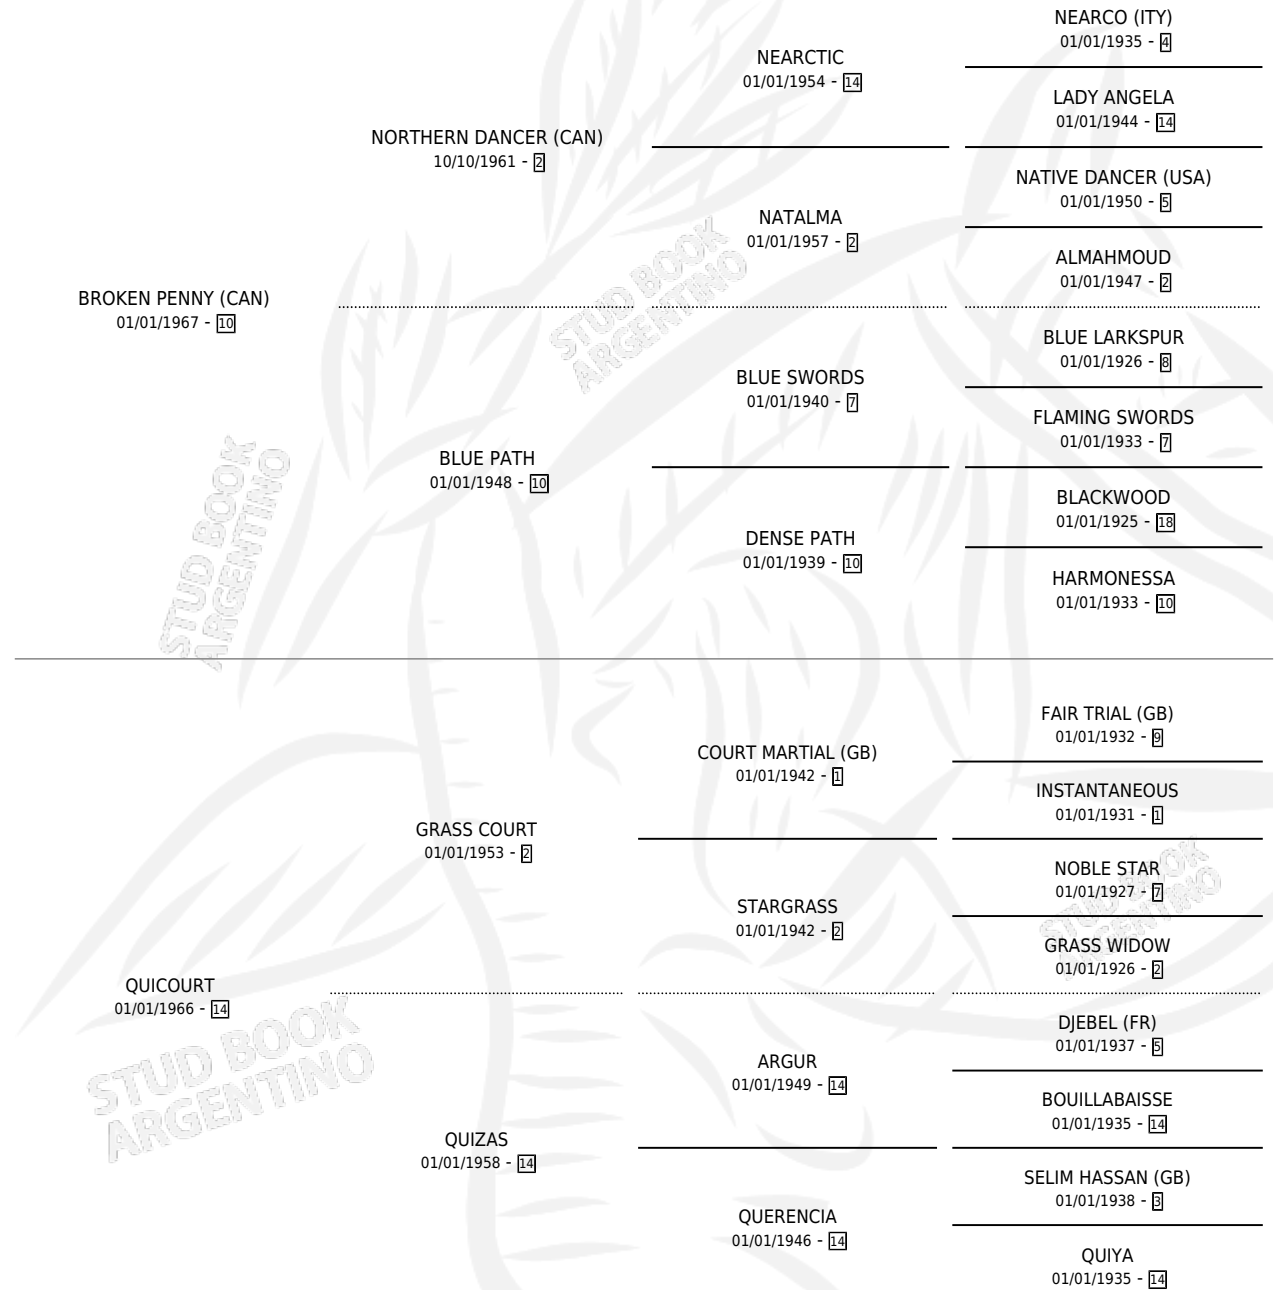 NEARCO (ITY)
01/01/1935 - 4
NEARCTIC
01/01/1954 - 14
LADY ANGELA
01/01/1944 - 14
NORTHERN DANCER (CAN)
10/10/1961 - 2
NATIVE DANCER (USA)
01/01/1950 - 5
NATALMA
01/01/1957 - 2
ALMAHMOUD
01/01/1947 - 2
BROKEN PENNY (CAN)
01/01/1967 - 10
BLUE LARKSPUR
01/01/1926 - 8
BLUE SWORDS
01/01/1940 - 7
FLAMING SWORDS
01/01/1933 - 7
BLUE PATH
01/01/1948 - 10
BLACKWOOD
01/01/1925 - 18
DENSE PATH
01/01/1939 - 10
HARMONESSA
01/01/1933 - 10
FAIR TRIAL (GB)
01/01/1932 - 9
COURT MARTIAL (GB)
01/01/1942 - 1
INSTANTANEOUS
01/01/1931 - 1
GRASS COURT
01/01/1953 - 2
NOBLE STAR
01/01/1927 - 7
STARGRASS
01/01/1942 - 2
GRASS WIDOW
01/01/1926 - 2
QUICOURT
01/01/1966 - 14
DJEBEL (FR)
01/01/1937 - 5
ARGUR
01/01/1949 - 14
BOUILLABAISSE
01/01/1935 - 14
QUIZAS
01/01/1958 - 14
SELIM HASSAN (GB)
01/01/1938 - 3
QUERENCIA
01/01/1946 - 14
QUIYA
01/01/1935 - 14
STUD BOOK
ARGENTINO
STUD BOOK
ARGENTINO
STUD BOOK
ARGENTINO
STUD BOOK
ARGENTINO